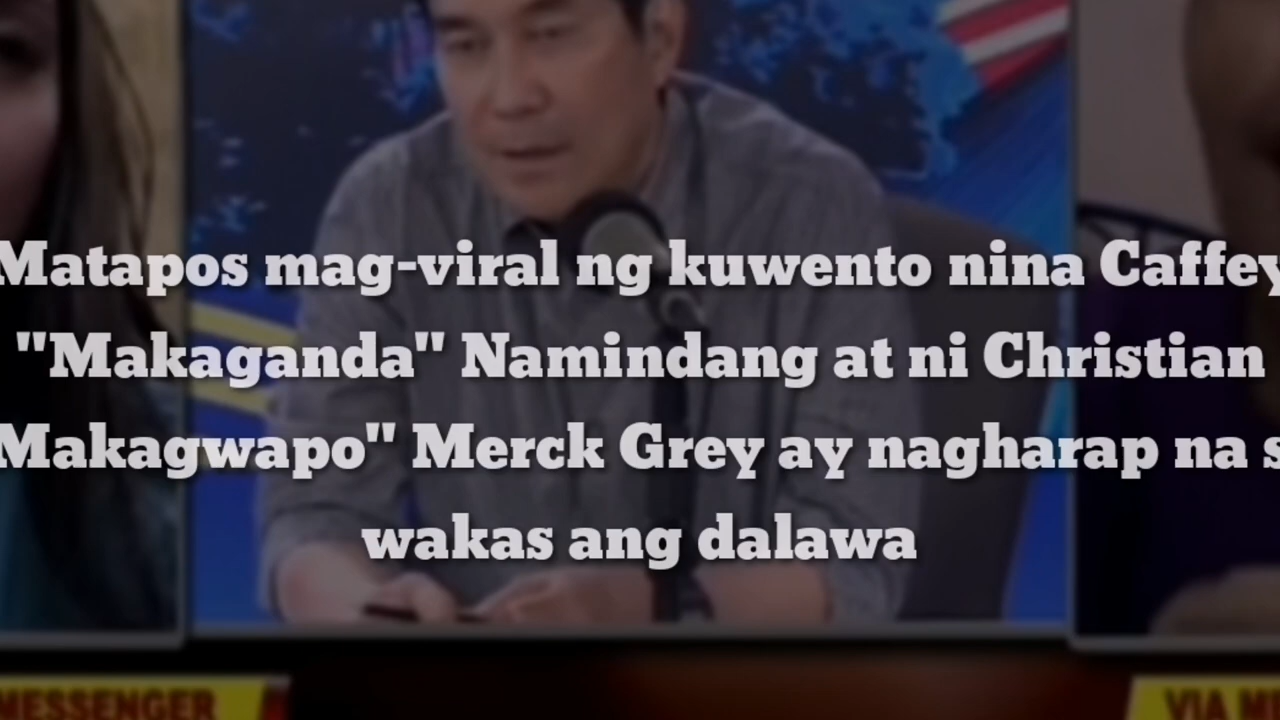 Matapos mag-viral ng kuwento nina Caffey
"Makaganda" Namindang at ni Christian
Makagwapo" Merck Grey ay nagharap na s
wakas ang dalawa
MESSENGER
VIA ME